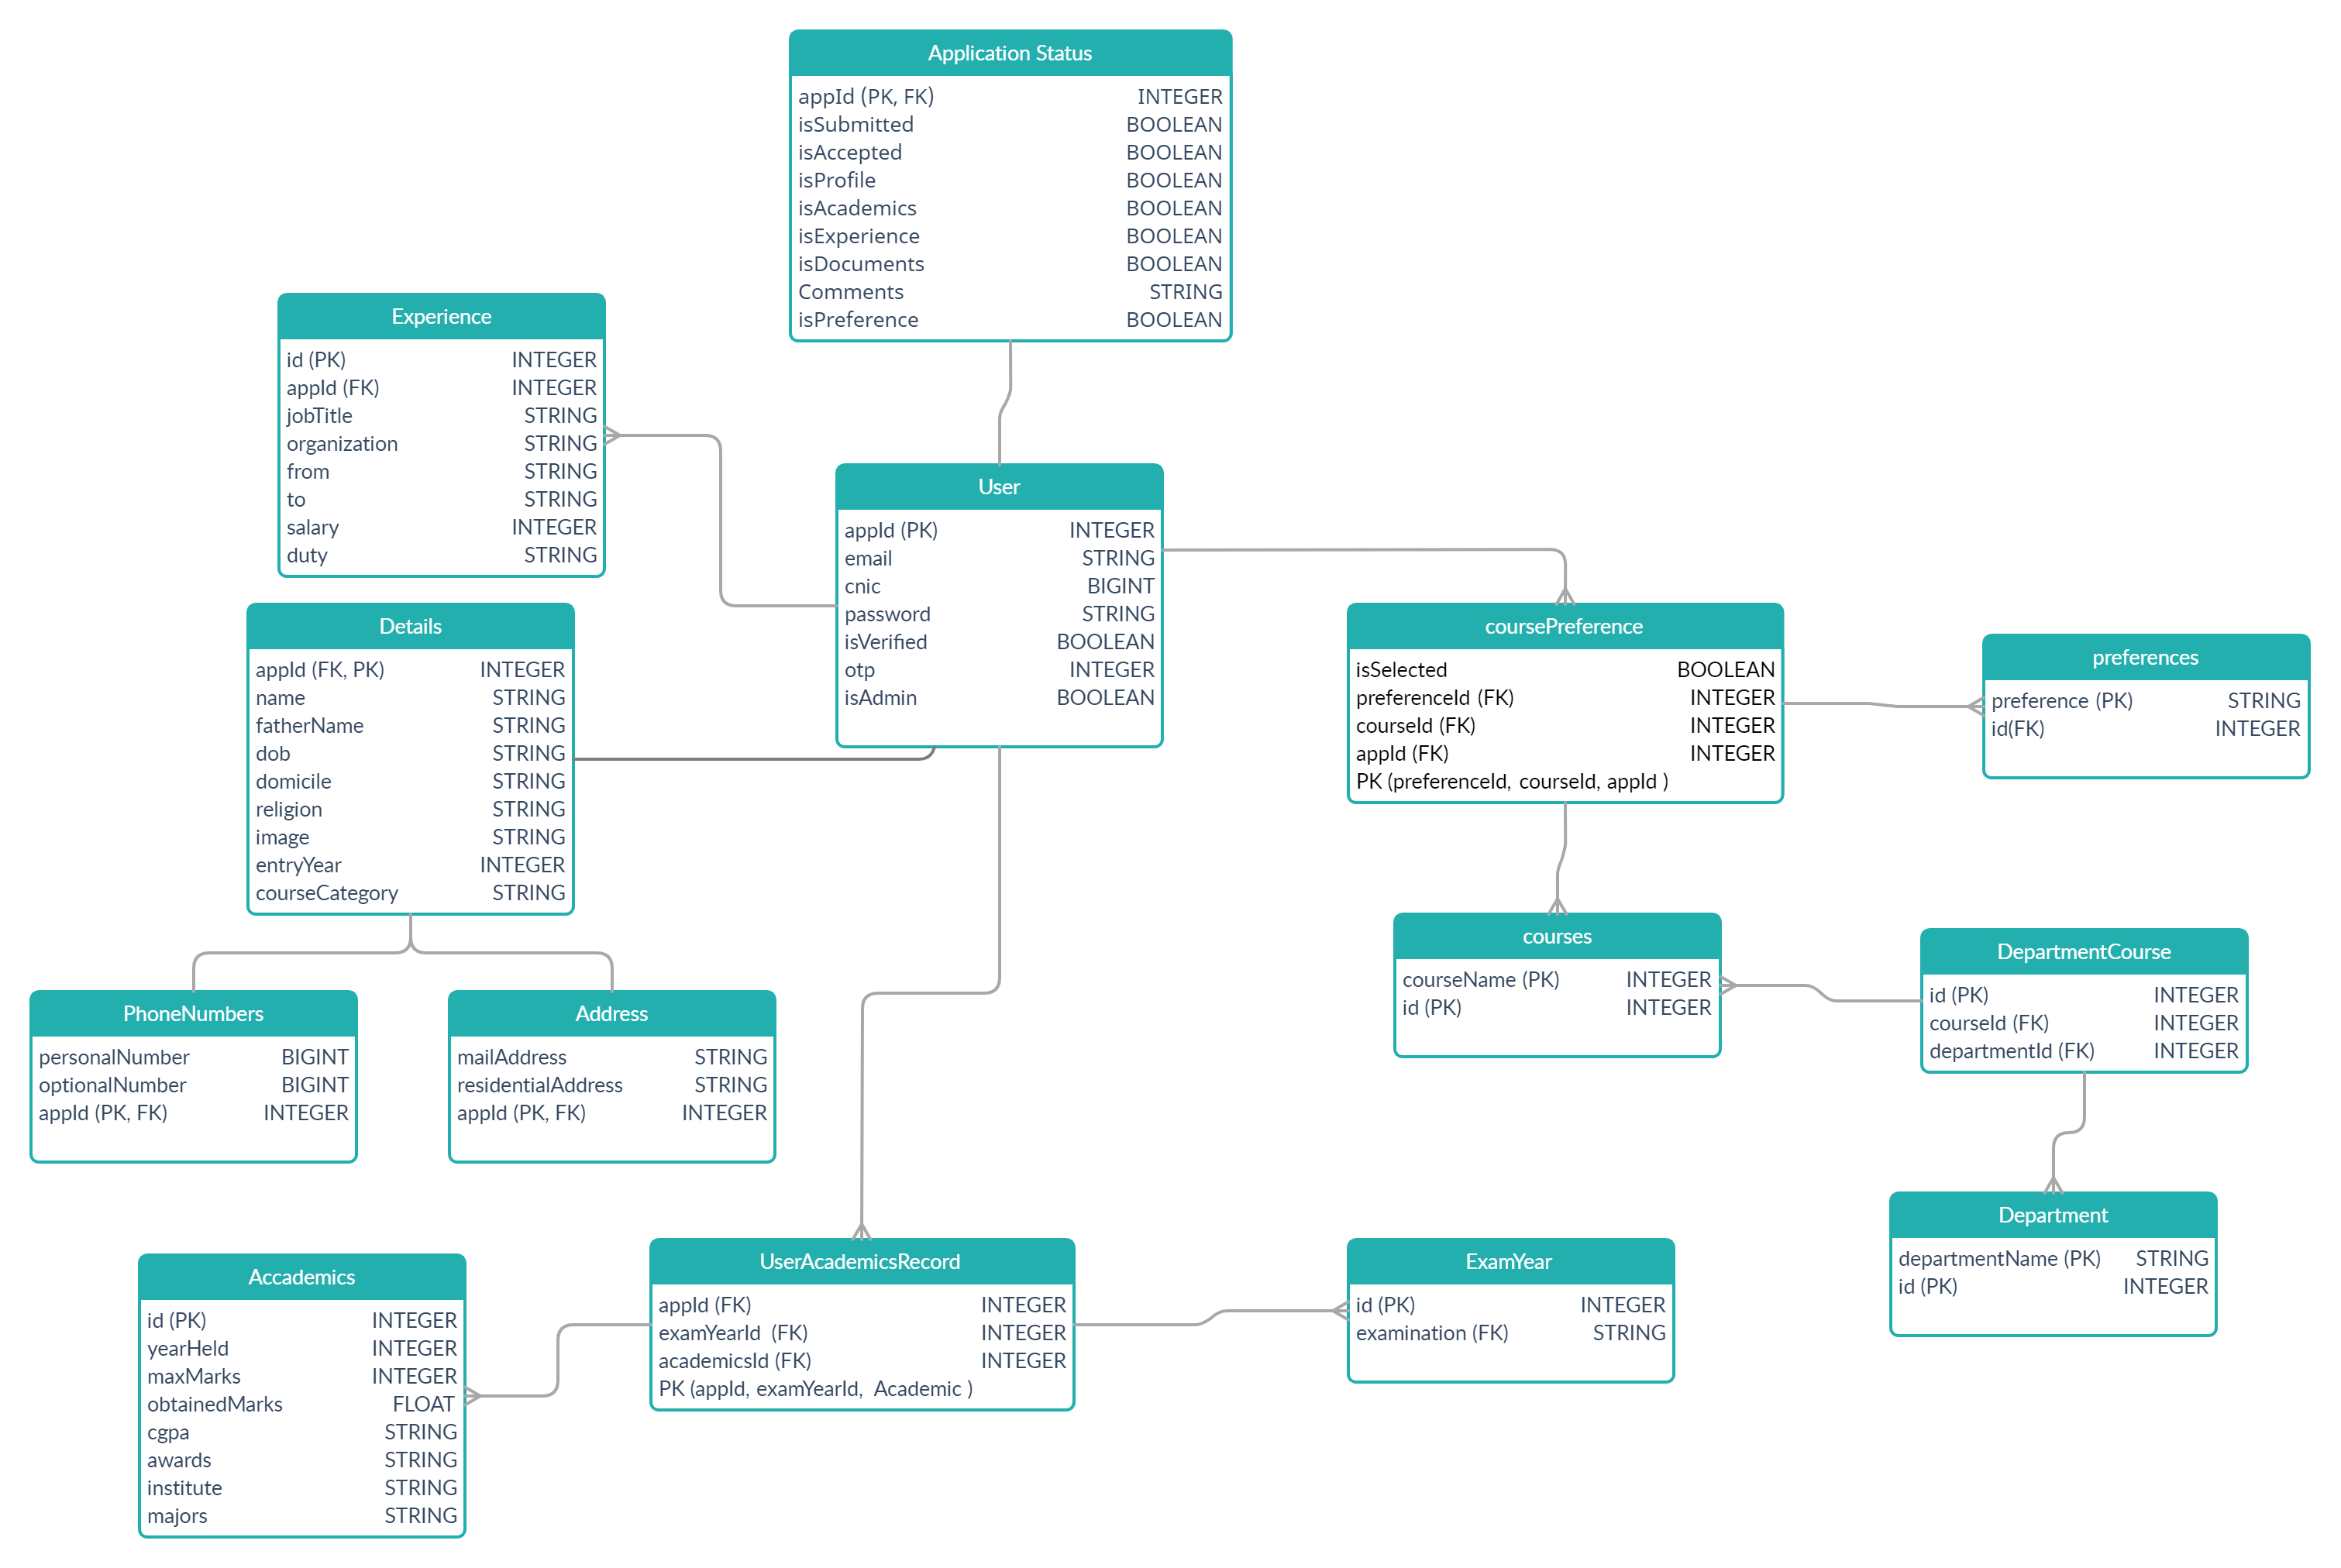 Application Status
appId (PK, FK) INTEGER
isSubmitted BOOLEAN
isAccepted BOOLEAN
isProfile BOOLEAN
isAcademics BOOLEAN
isExperience BOOLEAN
isDocuments BOOLEAN
Comments STRING
isPreference BOOLEAN
Experience
id (PK) INTEGER
appId (FK) INTEGER
jobTitle STRING
organization STRING
from STRING
to STRING
salary INTEGER
duty STRING
User
appId (PK) INTEGER
email STRING
cnic BIGINT
password STRING
isVerified BOOLEAN
otp INTEGER
isAdmin BOOLEAN
Details
appId (FK, PK) INTEGER
name STRING
fatherName STRING
dob STRING
domicile STRING
religion STRING
image STRING
entryYear INTEGER
courseCategory STRING
coursePreference
isSelected BOOLEAN
preferenceId (FK) INTEGER
courseId (FK) INTEGER
appId (FK) INTEGER
PK (preferenceId, courseId, appId )
preferences
preference (PK) STRING
id(FK) INTEGER
courses
courseName (PK) INTEGER
id (PK) INTEGER
DepartmentCourse
id (PK) INTEGER
courseId (FK) INTEGER
departmentId (FK) INTEGER
PhoneNumbers
personalNumber BIGINT
optionalNumber BIGINT
appId (PK, FK) INTEGER
Address
mailAddress STRING
residentialAddress STRING
appId (PK, FK) INTEGER
Department
departmentName (PK) STRING
id (PK) INTEGER
Accademics
id (PK) INTEGER
yearHeld INTEGER
maxMarks INTEGER
obtainedMarks FLOAT
cgpa STRING
awards STRING
institute STRING
majors STRING
UserAcademicsRecord
appId (FK) INTEGER
examYearId (FK) INTEGER
academicsId (FK) INTEGER
PK (appId, examYearId, Academic )
ExamYear
id (PK) INTEGER
examination (FK) STRING